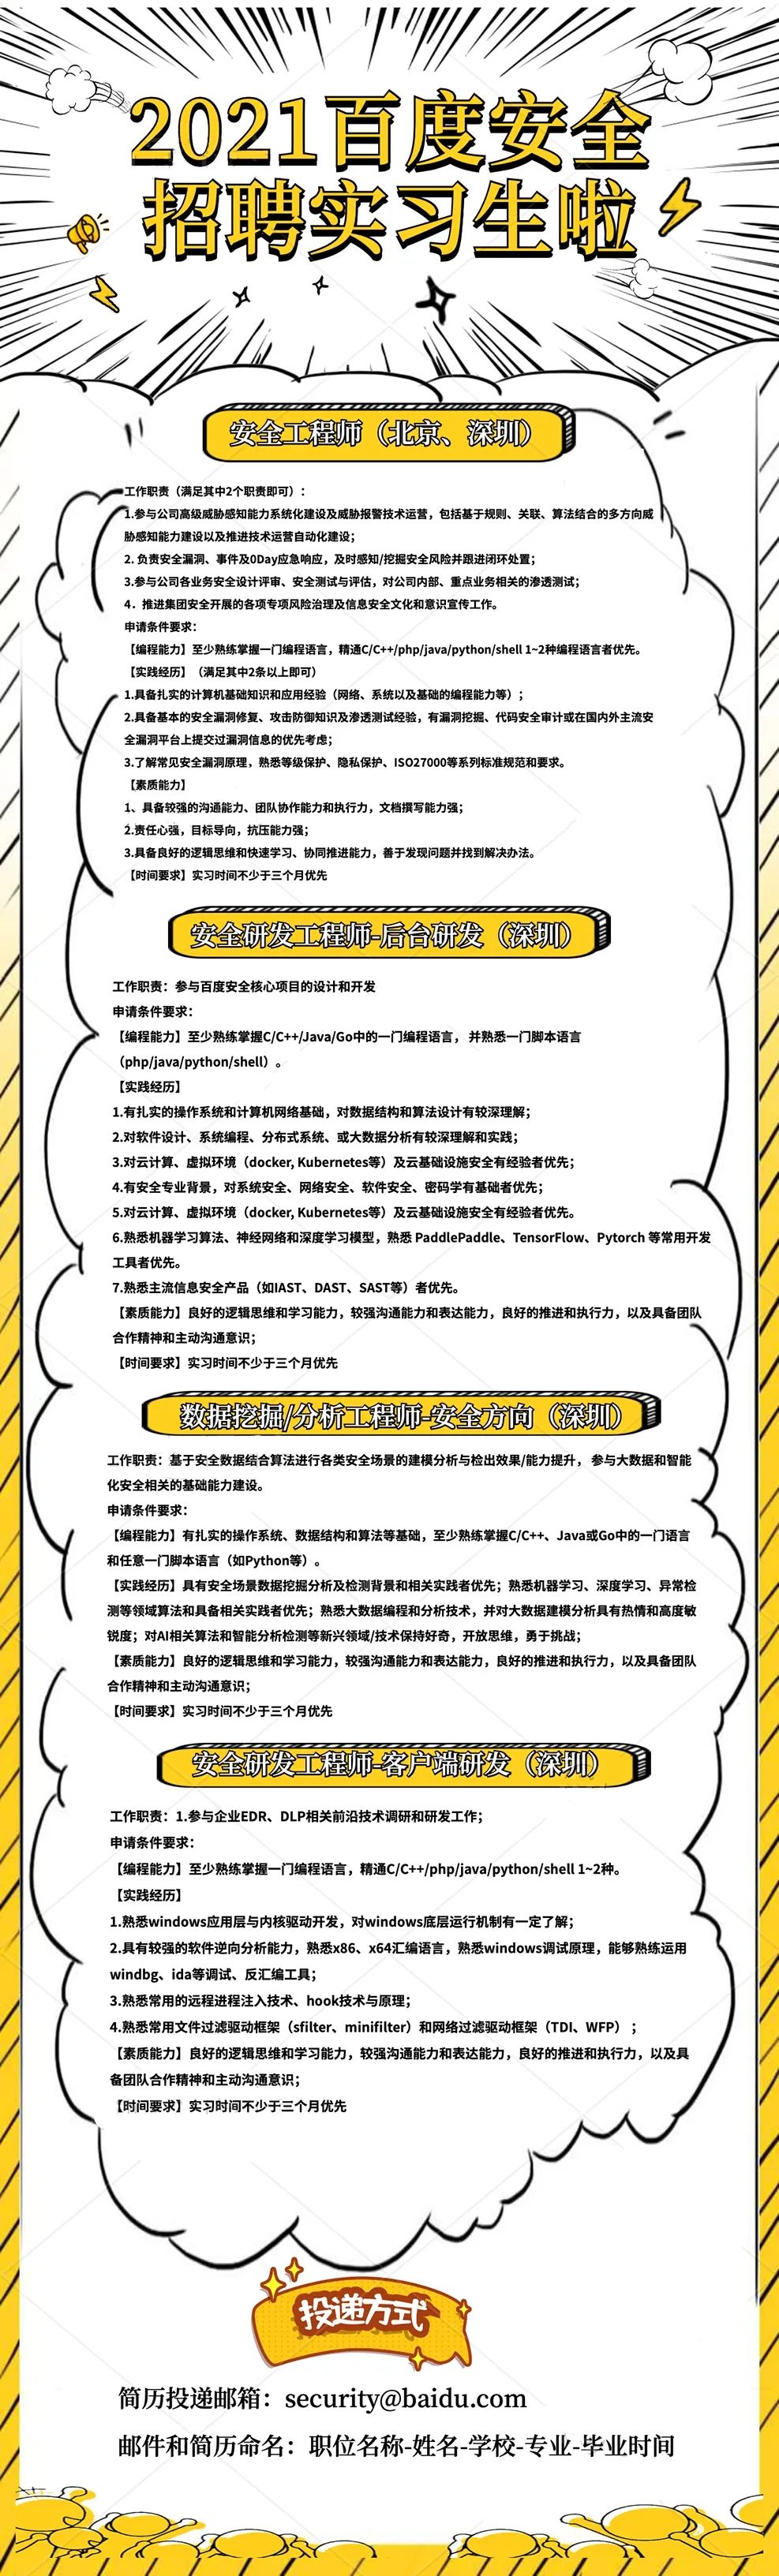 2021百度安全
招聘实习生啦
安全工程师（北京、深圳）
工作职责（满足其中2个职责即可）：
1.参与公司高级威胁感知能力系统化建设及威胁报警技术运营，包括基于规则、关联、算法结合的多方向威
胁感知能力建设以及推进技术运营自动化建设；
2. 负责安全漏洞、事件及0Day应急响应，及时感知/挖掘安全风险并跟进闭环处置；
3.参与公司各业务安全设计评审、安全测试与评估，对公司内部、重点业务相关的渗透测试；
4．推进集团安全开展的各项专项风险治理及信息安全文化和意识宣传工作。
申请条件要求：
【编程能力】至少熟练掌握一门编程语言，精通C/C++/php/java/python/shell 1~2种编程语言者优先。
【实践经历】（满足其中2条以上即可）
1.具备扎实的计算机基础知识和应用经验（网络、系统以及基础的编程能力等）；
2.具备基本的安全漏洞修复、攻击防御知识及渗透测试经验，有漏洞挖掘、代码安全审计或在国内外主流安
全漏洞平台上提交过漏洞信息的优先考虑；
3.了解常见安全漏洞原理，熟悉等级保护、隐私保护、ISO27000等系列标准规范和要求。
【素质能力】
1、具备较强的沟通能力、团队协作能力和执行力，文档撰写能力强；
2.责任心强，目标导向，抗压能力强；
3.具备良好的逻辑思维和快速学习、协同推进能力，善于发现问题并找到解决办法。
【时间要求】实习时间不少于三个月优先
安全研发工程师-后台研发（深圳）
工作职责：参与百度安全核心项目的设计和开发
申请条件要求：
【编程能力】至少熟练掌握C/C++/Java/Go中的一门编程语言， 并熟悉一门脚本语言
（php/java/python/shell）。
【实践经历】
1.有扎实的操作系统和计算机网络基础，对数据结构和算法设计有较深理解；
2.对软件设计、系统编程、分布式系统、或大数据分析有较深理解和实践；
3.对云计算、虚拟环境（docker, Kubernetes等）及云基础设施安全有经验者优先；
4.有安全专业背景，对系统安全、网络安全、软件安全、密码学有基础者优先；
5.对云计算、虚拟环境（docker, Kubernetes等）及云基础设施安全有经验者优先。
6.熟悉机器学习算法、神经网络和深度学习模型，熟悉 PaddlePaddle、TensorFlow、Pytorch 等常用开发
工具者优先。
7.熟悉主流信息安全产品（如IAST、DAST、SAST等）者优先。
【素质能力】良好的逻辑思维和学习能力，较强沟通能力和表达能力，良好的推进和执行力，以及具备团队
合作精神和主动沟通意识；
【时间要求】实习时间不少于三个月优先
数据挖掘/分析工程师-安全方向（深圳）
工作职责：基于安全数据结合算法进行各类安全场景的建模分析与检出效果/能力提升， 参与大数据和智能
化安全相关的基础能力建设。
申请条件要求：
【编程能力】有扎实的操作系统、数据结构和算法等基础，至少熟练掌握C/C++、Java或Go中的一门语言
和任意一门脚本语言（如Python等）。
【实践经历】具有安全场景数据挖掘分析及检测背景和相关实践者优先；熟悉机器学习、深度学习、异常检
测等领域算法和具备相关实践者优先；熟悉大数据编程和分析技术，并对大数据建模分析具有热情和高度敏
锐度；对AI相关算法和智能分析检测等新兴领域/技术保持好奇，开放思维，勇于挑战；
【素质能力】良好的逻辑思维和学习能力，较强沟通能力和表达能力，良好的推进和执行力，以及具备团队
合作精神和主动沟通意识；
【时间要求】实习时间不少于三个月优先
安全研发工程师-客户端研发（深圳）
工作职责：1.参与企业EDR、DLP相关前沿技术调研和研发工作；
申请条件要求：
【编程能力】至少熟练掌握一门编程语言，精通C/C++/php/java/python/shell 1~2种。
【实践经历】
1.熟悉windows应用层与内核驱动开发，对windows底层运行机制有一定了解；
2.具有较强的软件逆向分析能力，熟悉x86、x64汇编语言，熟悉windows调试原理，能够熟练运用
windbg、ida等调试、反汇编工具；
3.熟悉常用的远程进程注入技术、hook技术与原理；
4.熟悉常用文件过滤驱动框架（sfilter、minifilter）和网络过滤驱动框架（TDI、WFP）；
【素质能力】良好的逻辑思维和学习能力，较强沟通能力和表达能力，良好的推进和执行力，以及具
备团队合作精神和主动沟通意识；
【时间要求】实习时间不少于三个月优先
投递方式
简历投递邮箱：security@baidu.com
邮件和简历命名：职位名称-姓名-学校-专业-毕业时间